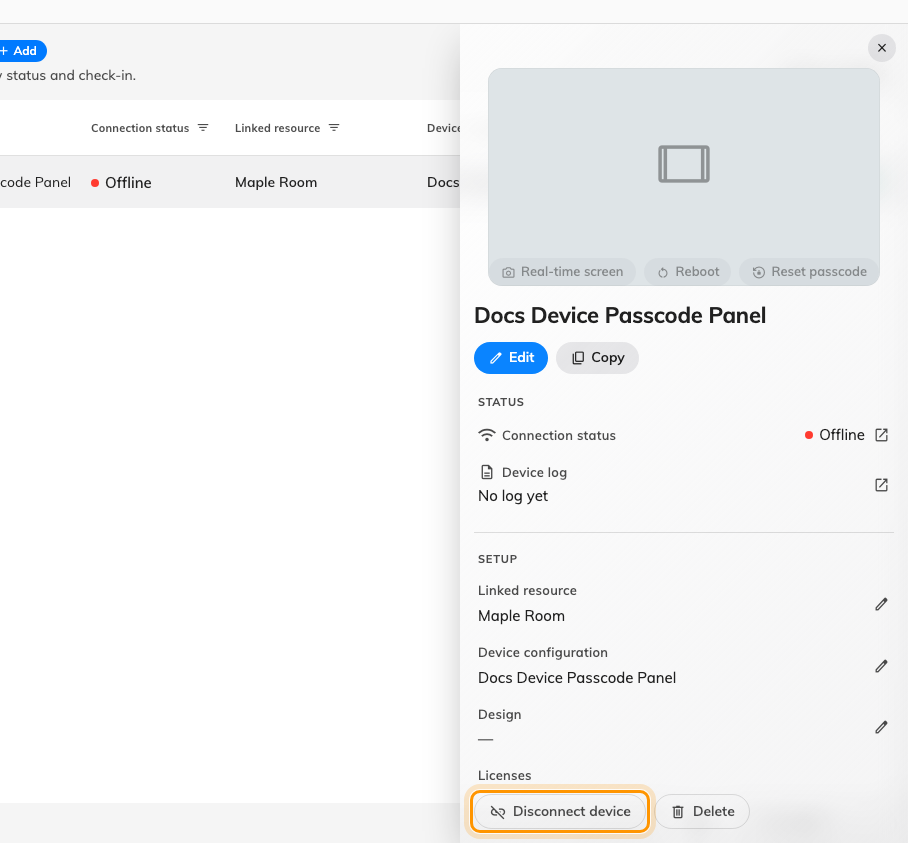 + Add
status and check-in.
Connection status
Linked resource
Device
code Panel
Offline
Maple Room
Docs
Real-time screen
Reboot
Reset passcode
Docs Device Passcode Panel
Edit
Copy
STATUS
Connection status
Offline
Device log
No log yet
SETUP
Linked resource
Maple Room
Device configuration
Docs Device Passcode Panel
Design
—
Licenses
Disconnect device
Delete